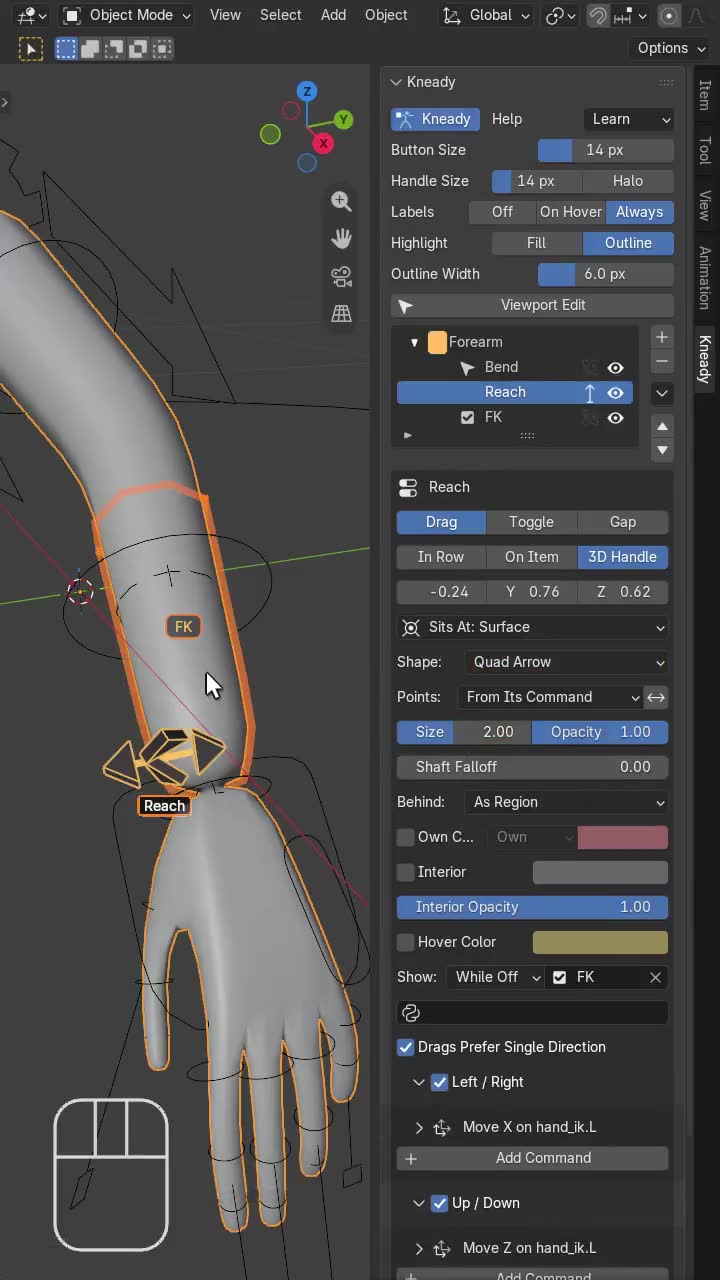 Object Mode View Select Add Object Global
Options
Z
Y
X
Kneady
Item
Tool
View
Animation
Kneady
Kneady Help Learn
Button Size 14 px
Handle Size 14 px Halo
Labels Off On Hover Always
Highlight Fill Outline
Outline Width 6.0 px
Viewport Edit
Forearm
Bend
Reach
FK
Reach
Drag Toggle Gap
In Row On Item 3D Handle
-0.24 Y 0.76 Z 0.62
Sits At: Surface
Shape: Quad Arrow
Points: From Its Command
Size 2.00 Opacity 1.00
Shaft Falloff 0.00
Behind: As Region
Own C... Own
Interior
Interior Opacity 1.00
Hover Color
Show: While Off FK
Drags Prefer Single Direction
Left / Right
Move X on hand_ik.L
Add Command
Up / Down
Move Z on hand_ik.L
Add Command
FK
Reach